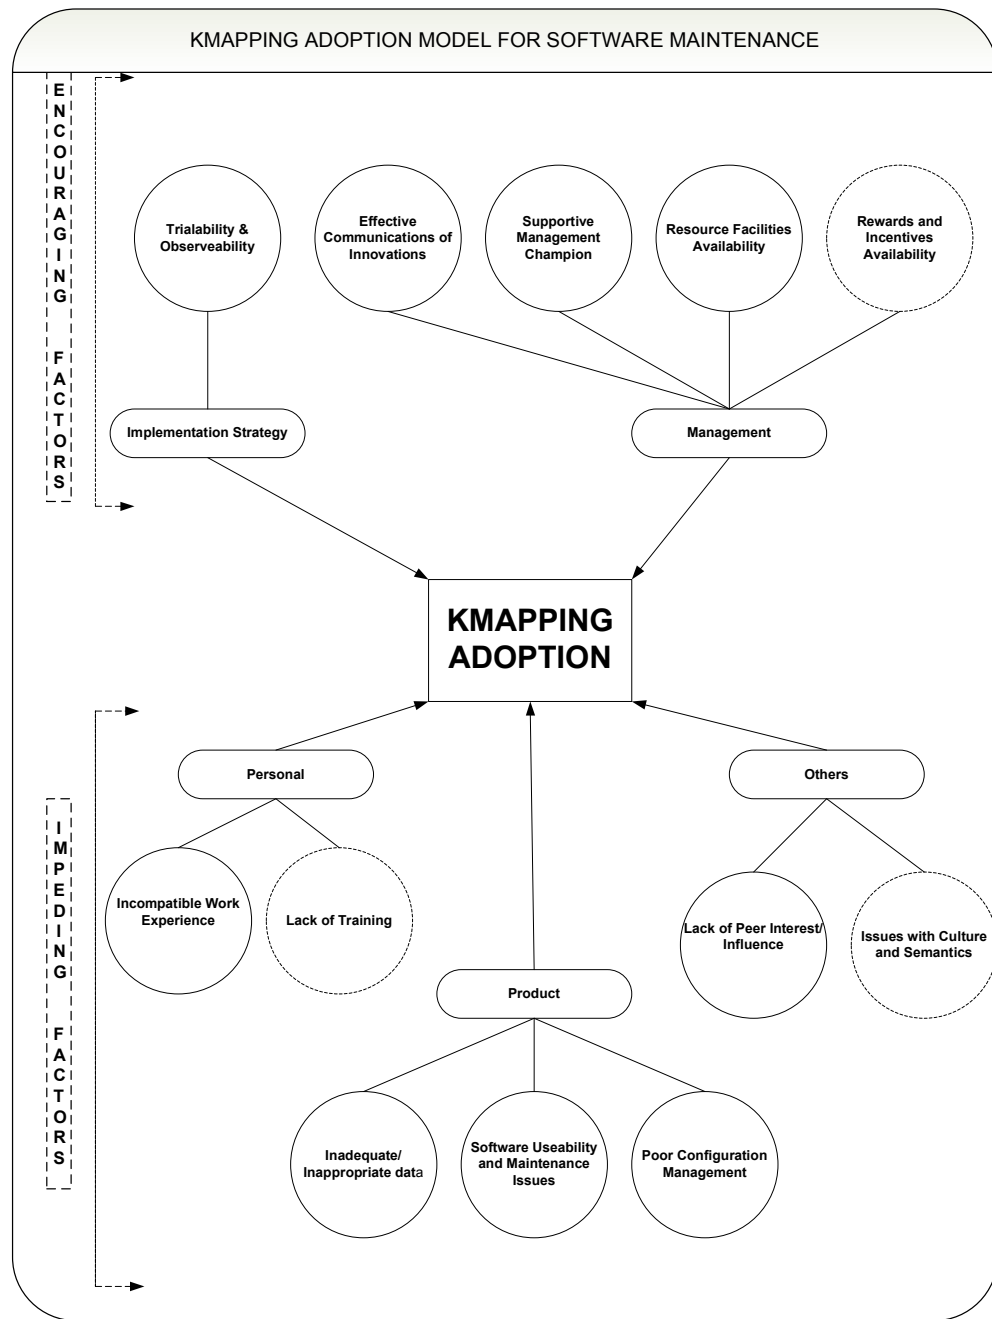 KMAPPING ADOPTION MODEL FOR SOFTWARE MAINTENANCE
ENCOURAGING FACTORS
Trialability &
Observeability
Effective
Communications of
Innovations
Supportive
Management
Champion
Resource Facilities
Availability
Rewards and
Incentives
Availability
Implementation Strategy
Management
KMAPPING
ADOPTION
IMPEDING FACTORS
Personal
Others
Incompatible Work
Experience
Lack of Training
Lack of Peer Interest/
Influence
Issues with Culture
and Semantics
Product
Inadequate/
Inappropriate data
Software Useability
and Maintenance
Issues
Poor Configuration
Management